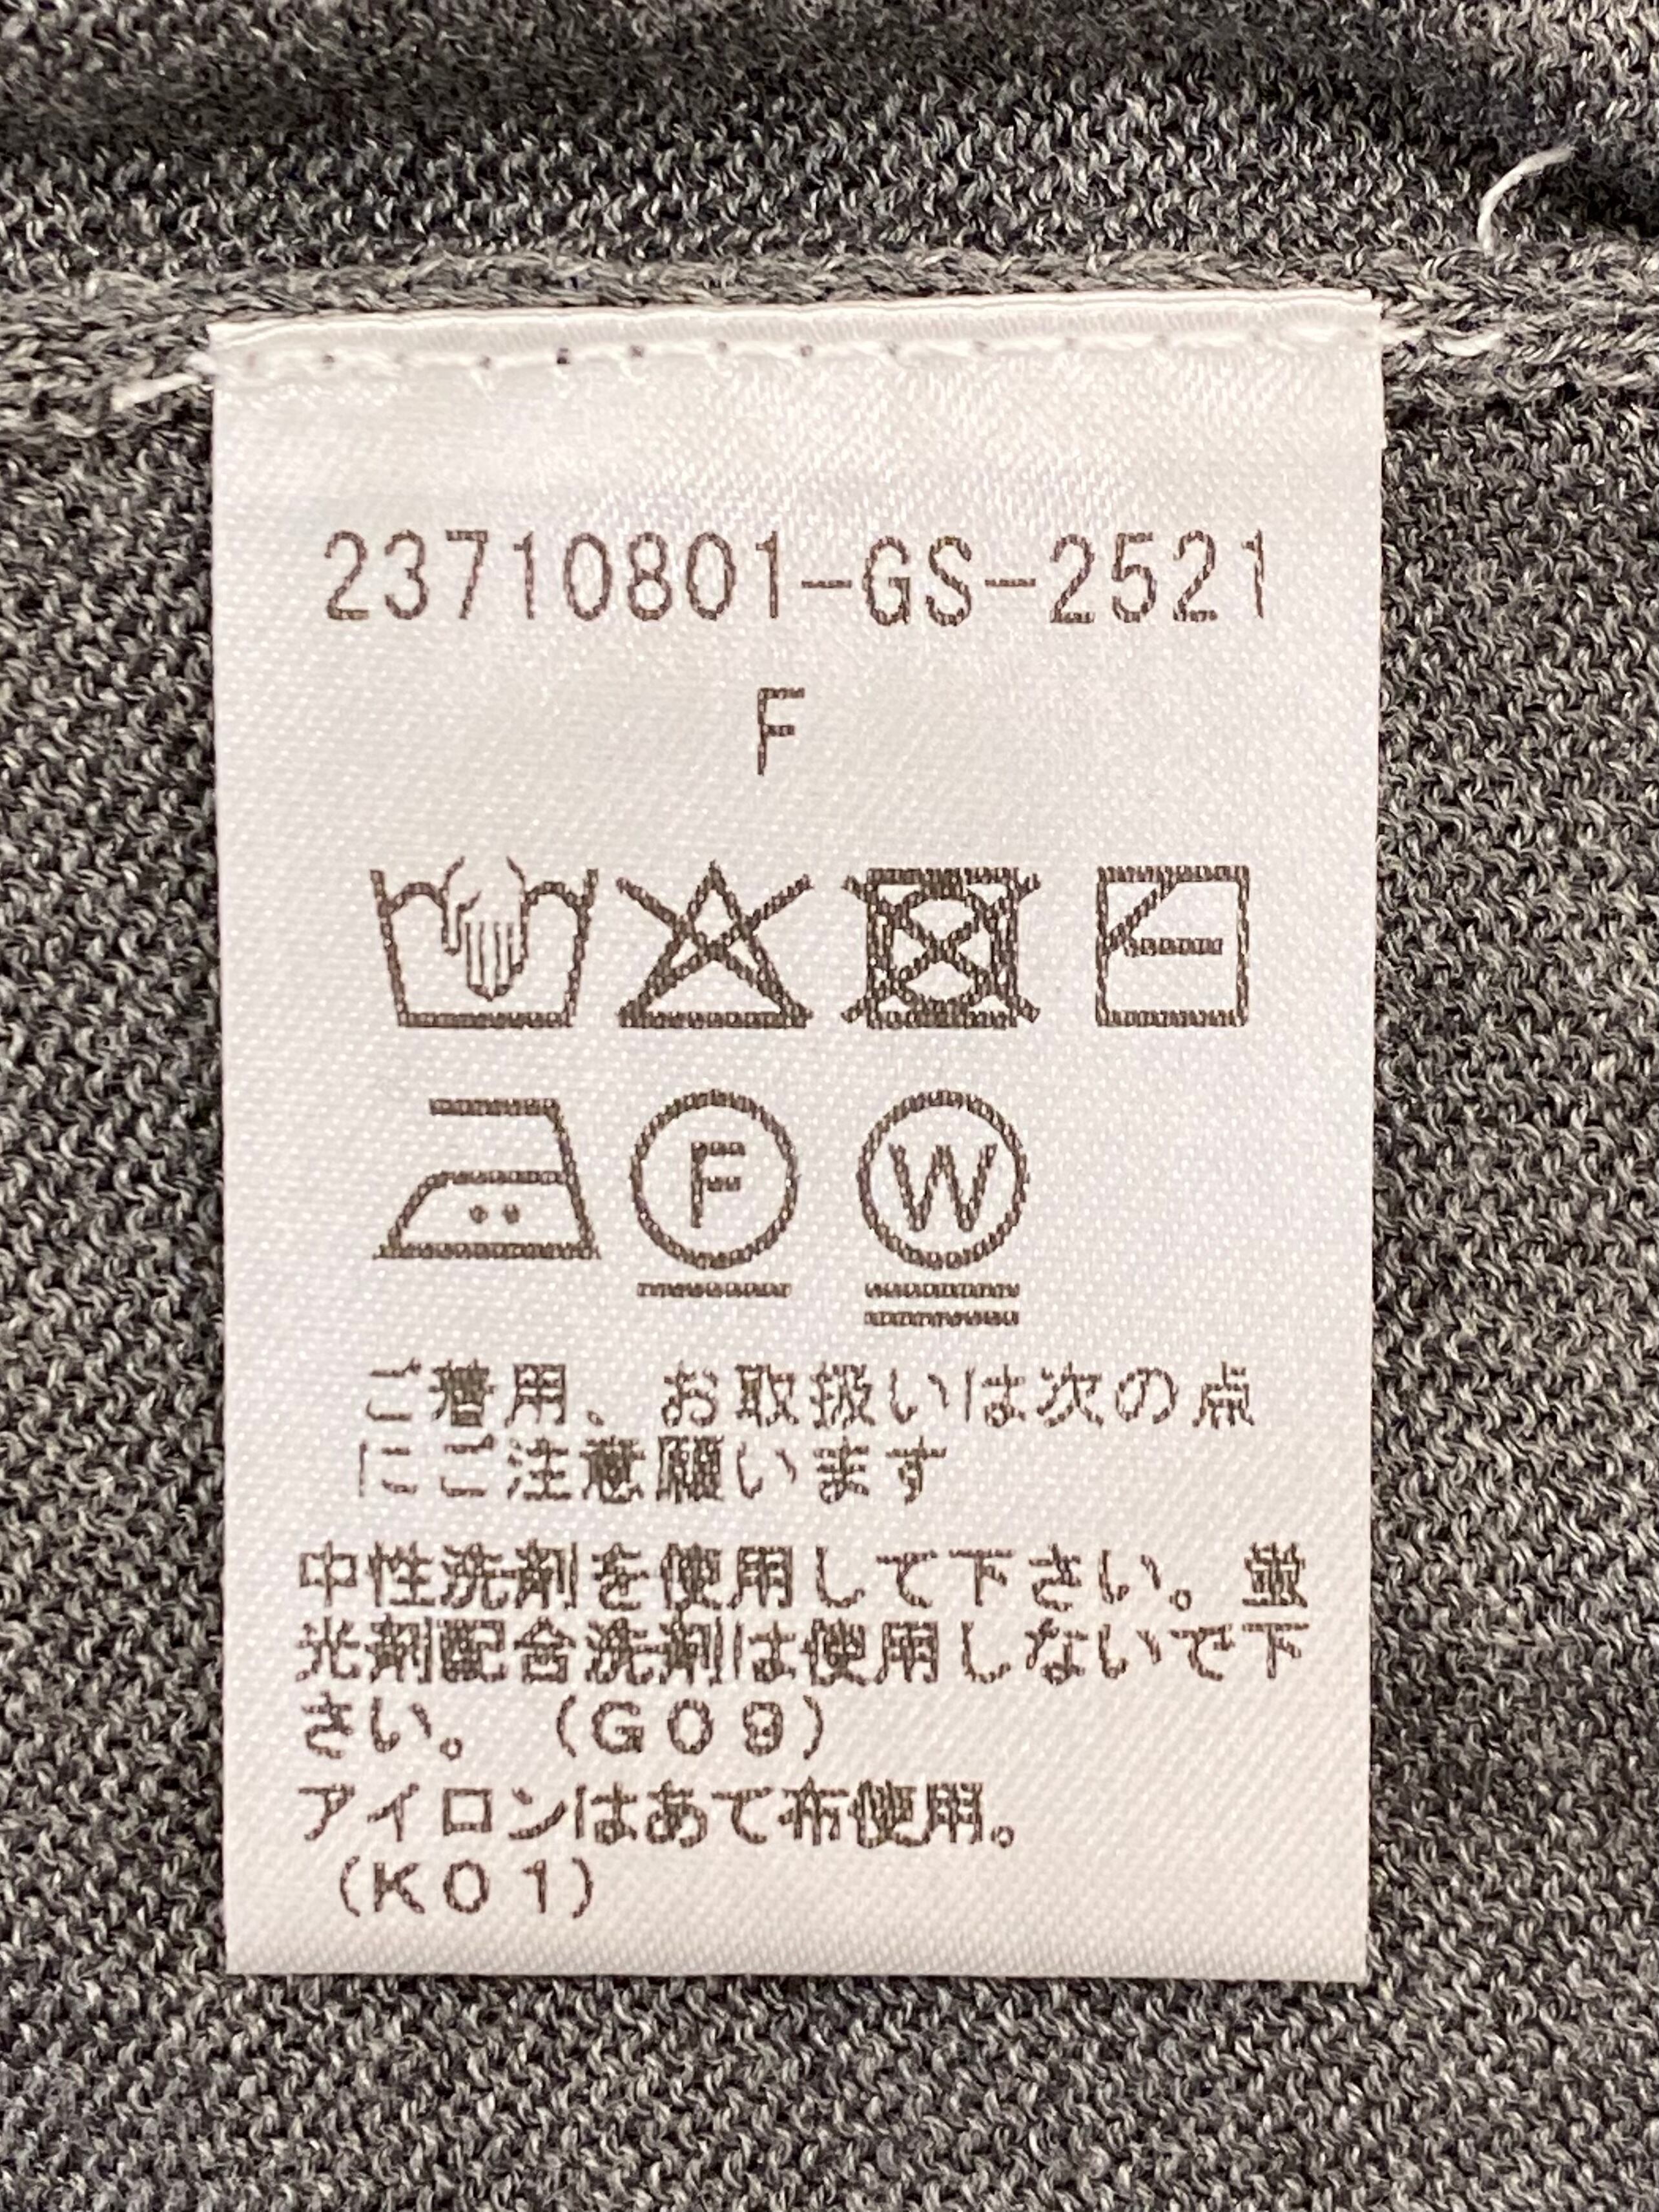 23710801-GS-2521
F
F W
ご着用、お取扱いは次の点
にご注意願います
中性洗剤を使用して下さい。蛍
光剤配合洗剤は使用しないで下
さい。（G09）
アイロンはあて布使用。
（K01）